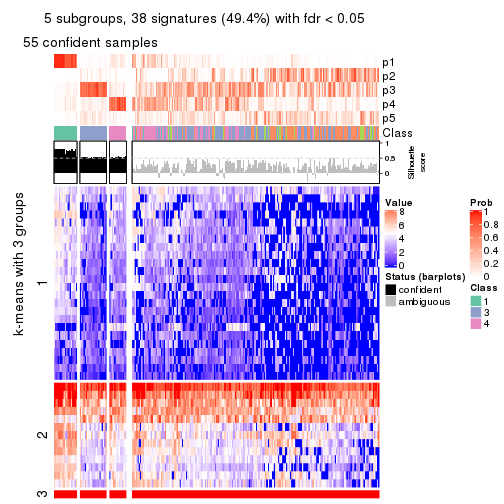 5 subgroups, 38 signatures (49.4%) with fdr < 0.05
55 confident samples
p1
p2
p3
p4
p5
Class
1
0.5
0
Silhouette
score
k-means with 3 groups
1
2
3
Value
8
6
4
2
0
Status (barplots)
confident
ambiguous
Prob
1
0.8
0.6
0.4
0.2
0
Class
1
3
4